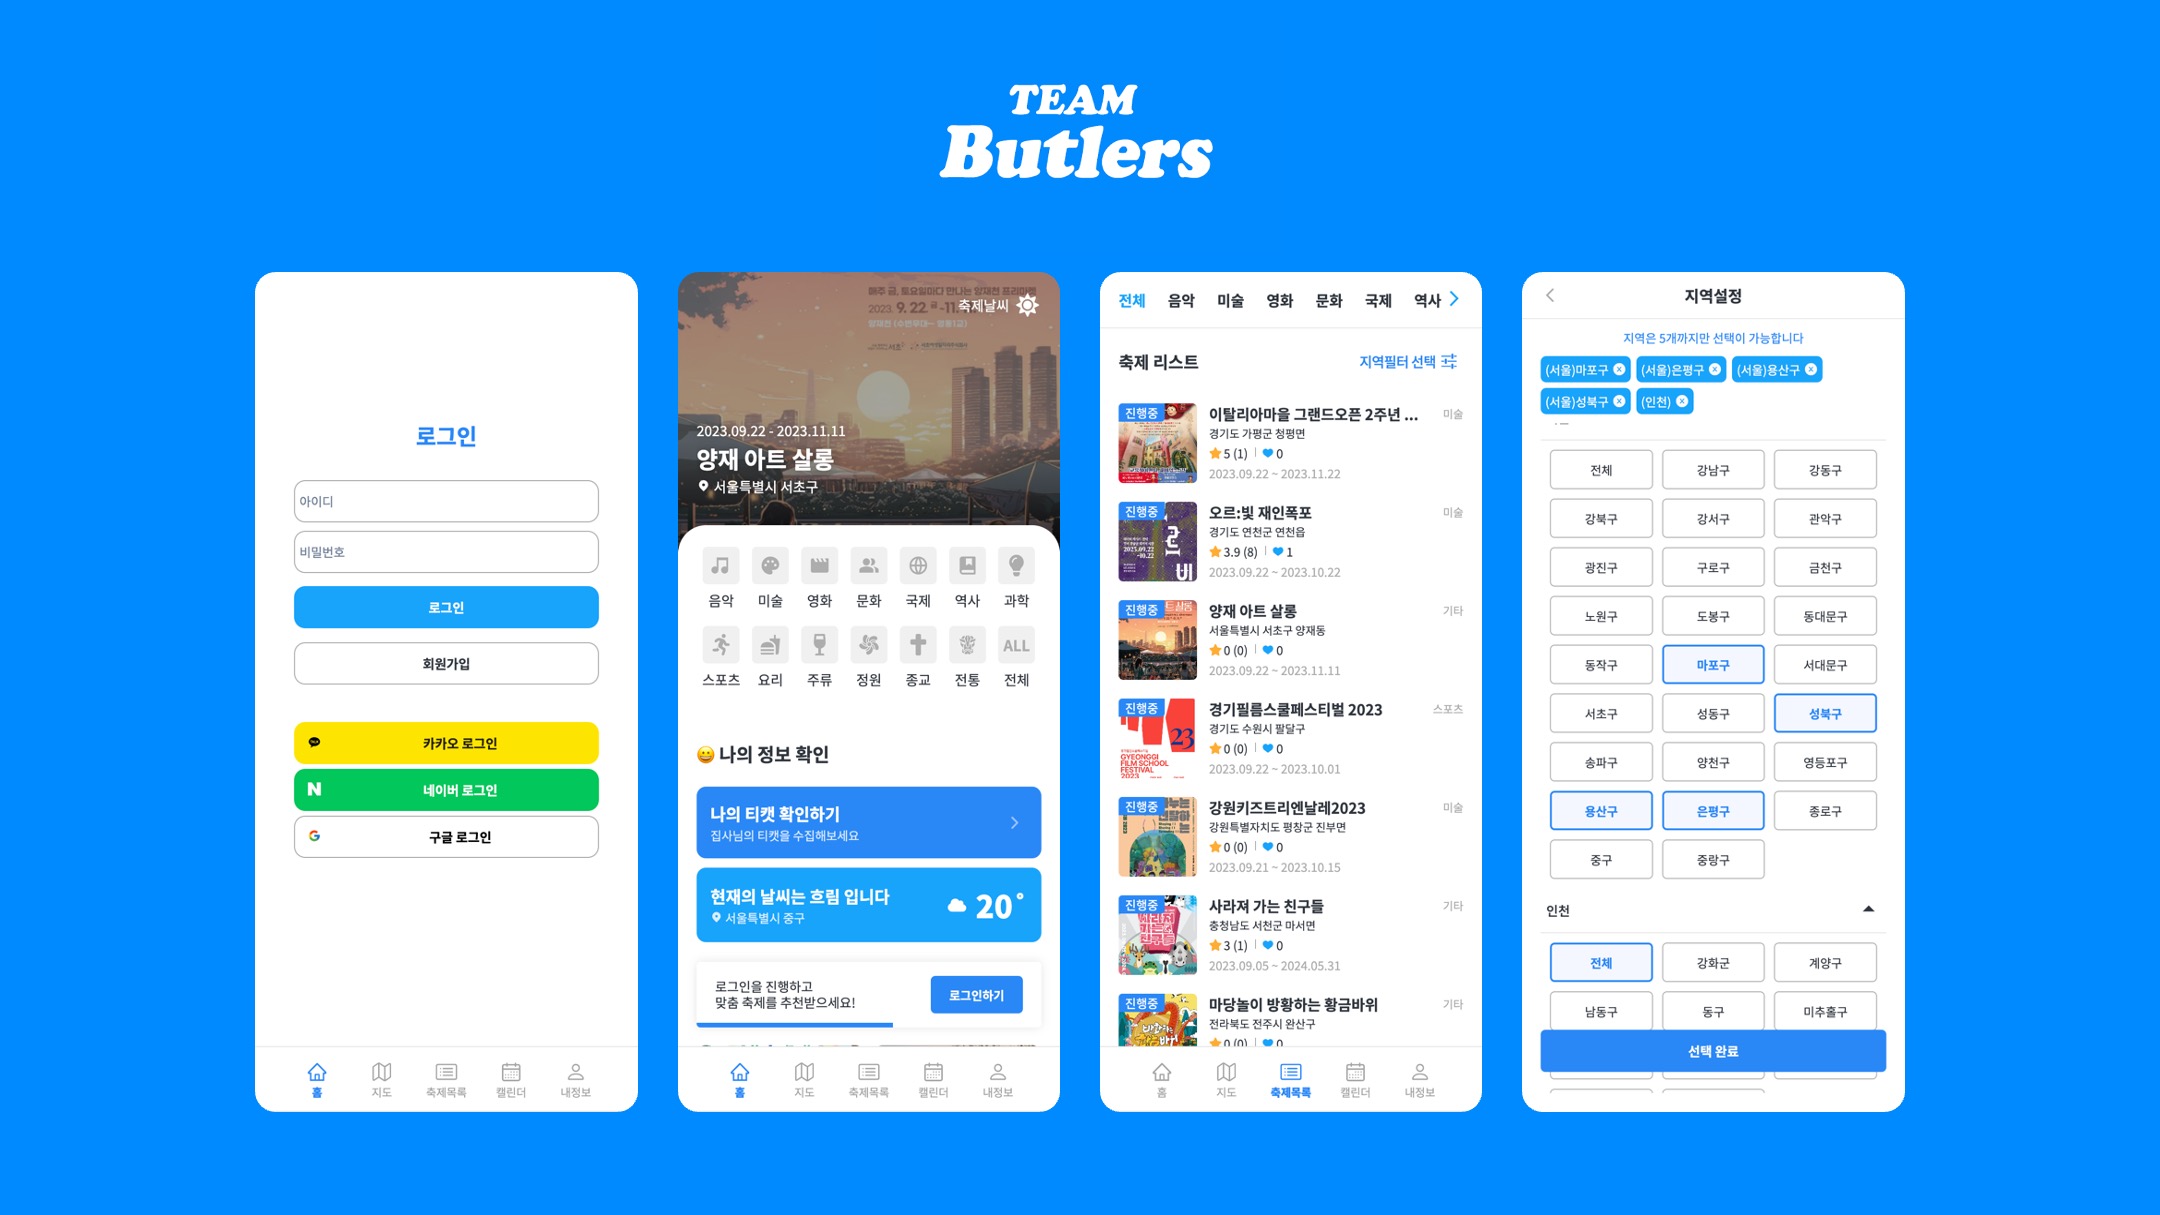 TEAM
Butlers
로그인
아이디
비밀번호
로그인
회원가입
카카오 로그인
네이버 로그인
구글 로그인
홈
지도
축제목록
캘린더
내정보
매주 금, 토요일마다 만나는 양재천 프리마켓
축제날씨
2023. 9. 22
2023.09.22 - 2023.11.11
양재 아트 살롱
서울특별시 서초구
음악 미술 영화 문화 국제 역사 과학
ALL
스포츠 요리 주류 정원 종교 전통 전체
나의 정보 확인
나의 티캣 확인하기
집사님의 티캣을 수집해보세요
현재의 날씨는 흐림 입니다
서울특별시 중구
20°
로그인을 진행하고
맞춤 축제를 추천받으세요!
로그인하기
홈
지도
축제목록
캘린더
내정보
전체 음악 미술 영화 문화 국제 역사
축제 리스트
지역필터 선택
진행중
이탈리아마을 그랜드오픈 2주년 ...
미술
경기도 가평군 청평면
5 (1) | 0
2023.09.22 ~ 2023.11.22
진행중
오르:빛 재인폭포
미술
경기도 연천군 연천읍
3.9 (8) | 1
2023.09.22 ~ 2023.10.22
진행중
양재 아트 살롱
기타
서울특별시 서초구 양재동
0 (0) | 0
2023.09.22 ~ 2023.11.11
진행중
23
GYEONGGI
FILM SCHOOL
FESTIVAL
2023
경기필름스쿨페스티벌 2023
스포츠
경기도 수원시 팔달구
0 (0) | 0
2023.09.22 ~ 2023.10.01
진행중
강원키즈트리엔날레2023
미술
강원특별자치도 평창군 진부면
0 (0) | 0
2023.09.21 ~ 2023.10.15
진행중
사라져 가는 친구들
기타
충청남도 서천군 마서면
3 (1) | 0
2023.09.05 ~ 2024.05.31
진행중
마당놀이 방황하는 황금바위
기타
전라북도 전주시 완산구
0 (0) | 0
홈
지도
축제목록
캘린더
내정보
지역설정
지역은 5개까지만 선택이 가능합니다
(서울)마포구 (서울)은평구 (서울)용산구
(서울)성북구 (인천)
전체 강남구 강동구
강북구 강서구 관악구
광진구 구로구 금천구
노원구 도봉구 동대문구
동작구 마포구 서대문구
서초구 성동구 성북구
송파구 양천구 영등포구
용산구 은평구 종로구
중구 중랑구
인천
전체 강화군 계양구
남동구 동구 미추홀구
선택 완료